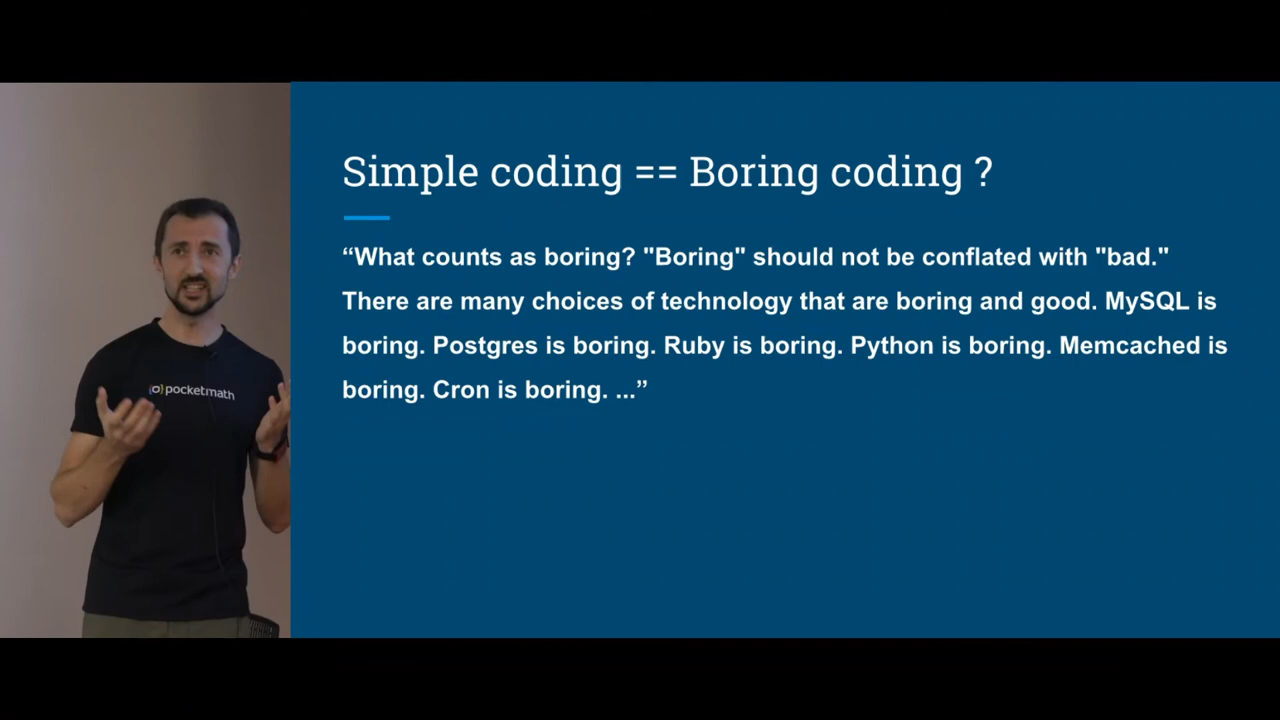 Simple coding == Boring coding ?
“What counts as boring? "Boring" should not be conflated with "bad."
There are many choices of technology that are boring and good. MySQL is
boring. Postgres is boring. Ruby is boring. Python is boring. Memcached is
boring. Cron is boring. ...”
{o}pocketmath